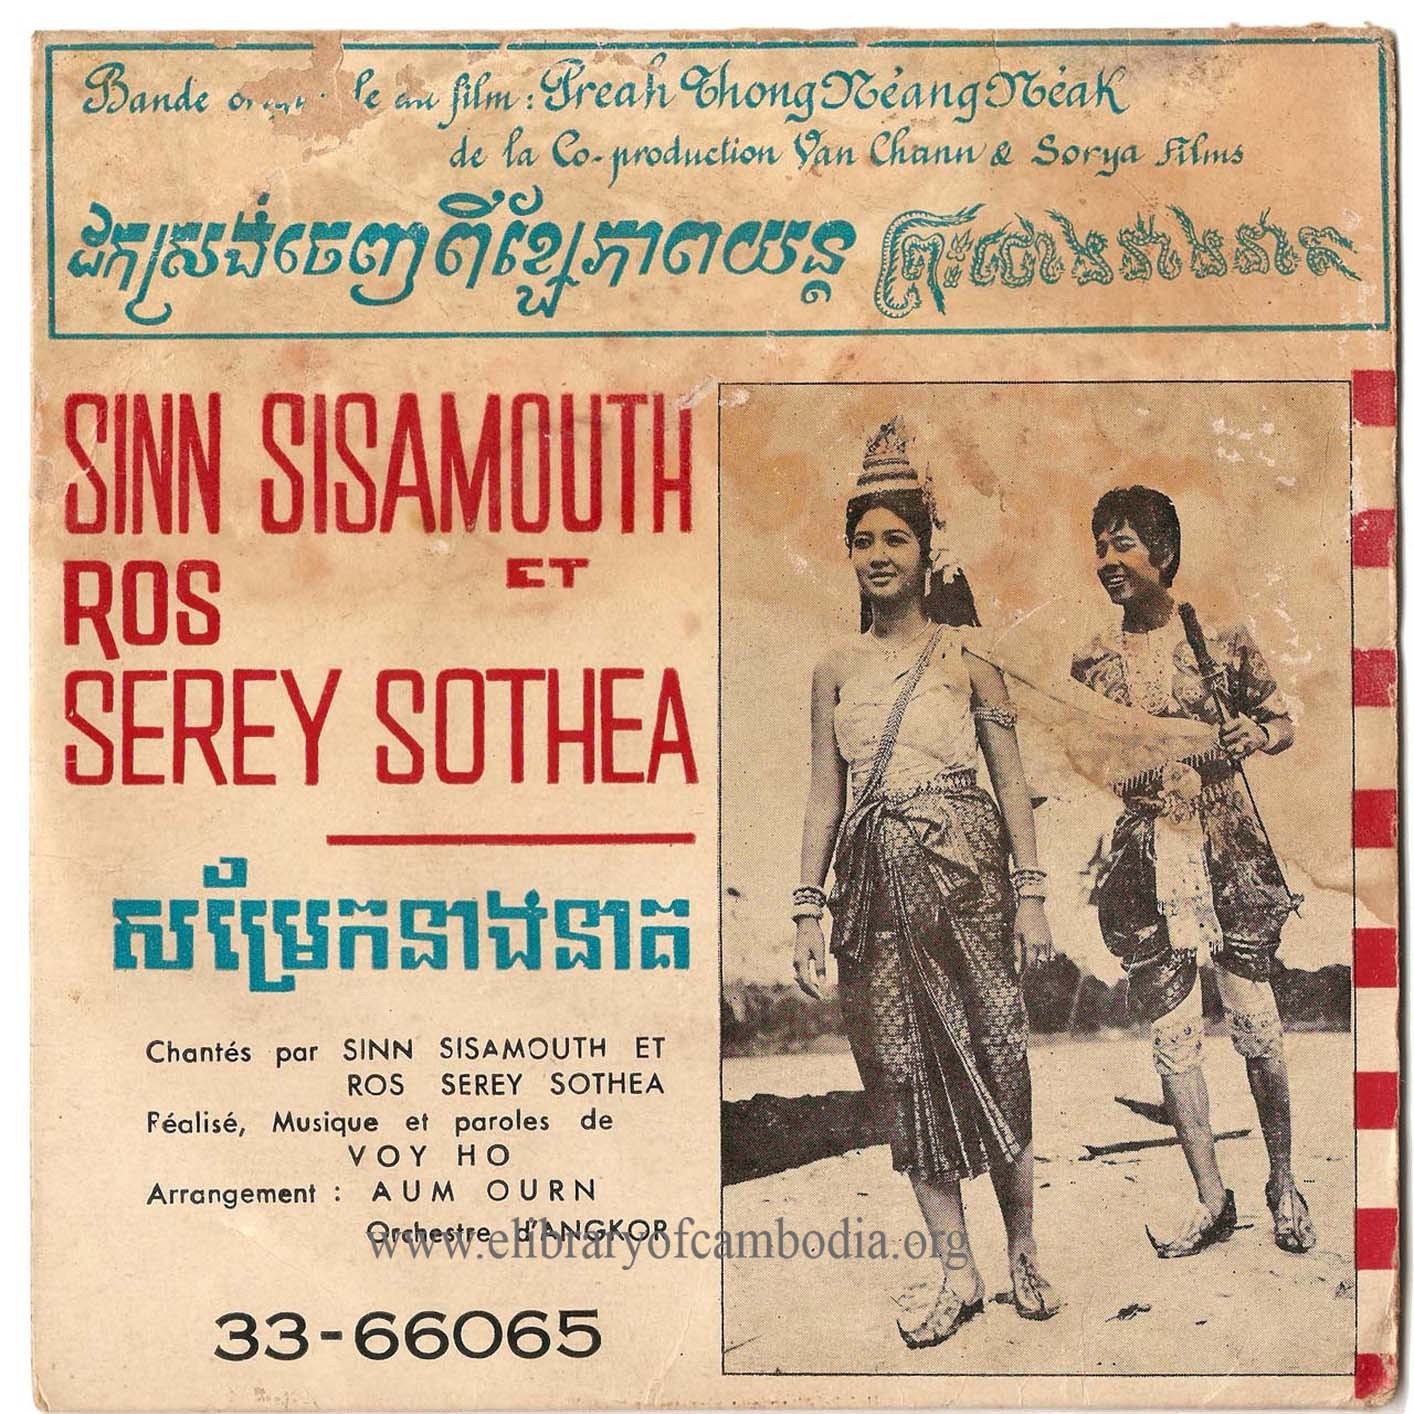 Bande le du film : Preah Thong Néang Néak
de la Co-production Van Chann & Sorya Films
ដកស្រង់ចេញពីខ្សែភាពយន្ត ព្រះថោងនាងនាគ
SINN SISAMOUTH
ET
ROS
SEREY SOTHEA
សម្រែកនាងនាគ
Chantés par SINN SISAMOUTH ET
ROS SEREY SOTHEA
Réalisé, Musique et paroles de
VOY HO
Arrangement : AUM OURN
Orchestre d'ANGKOR
www.elibraryofcambodia.org
33-66065